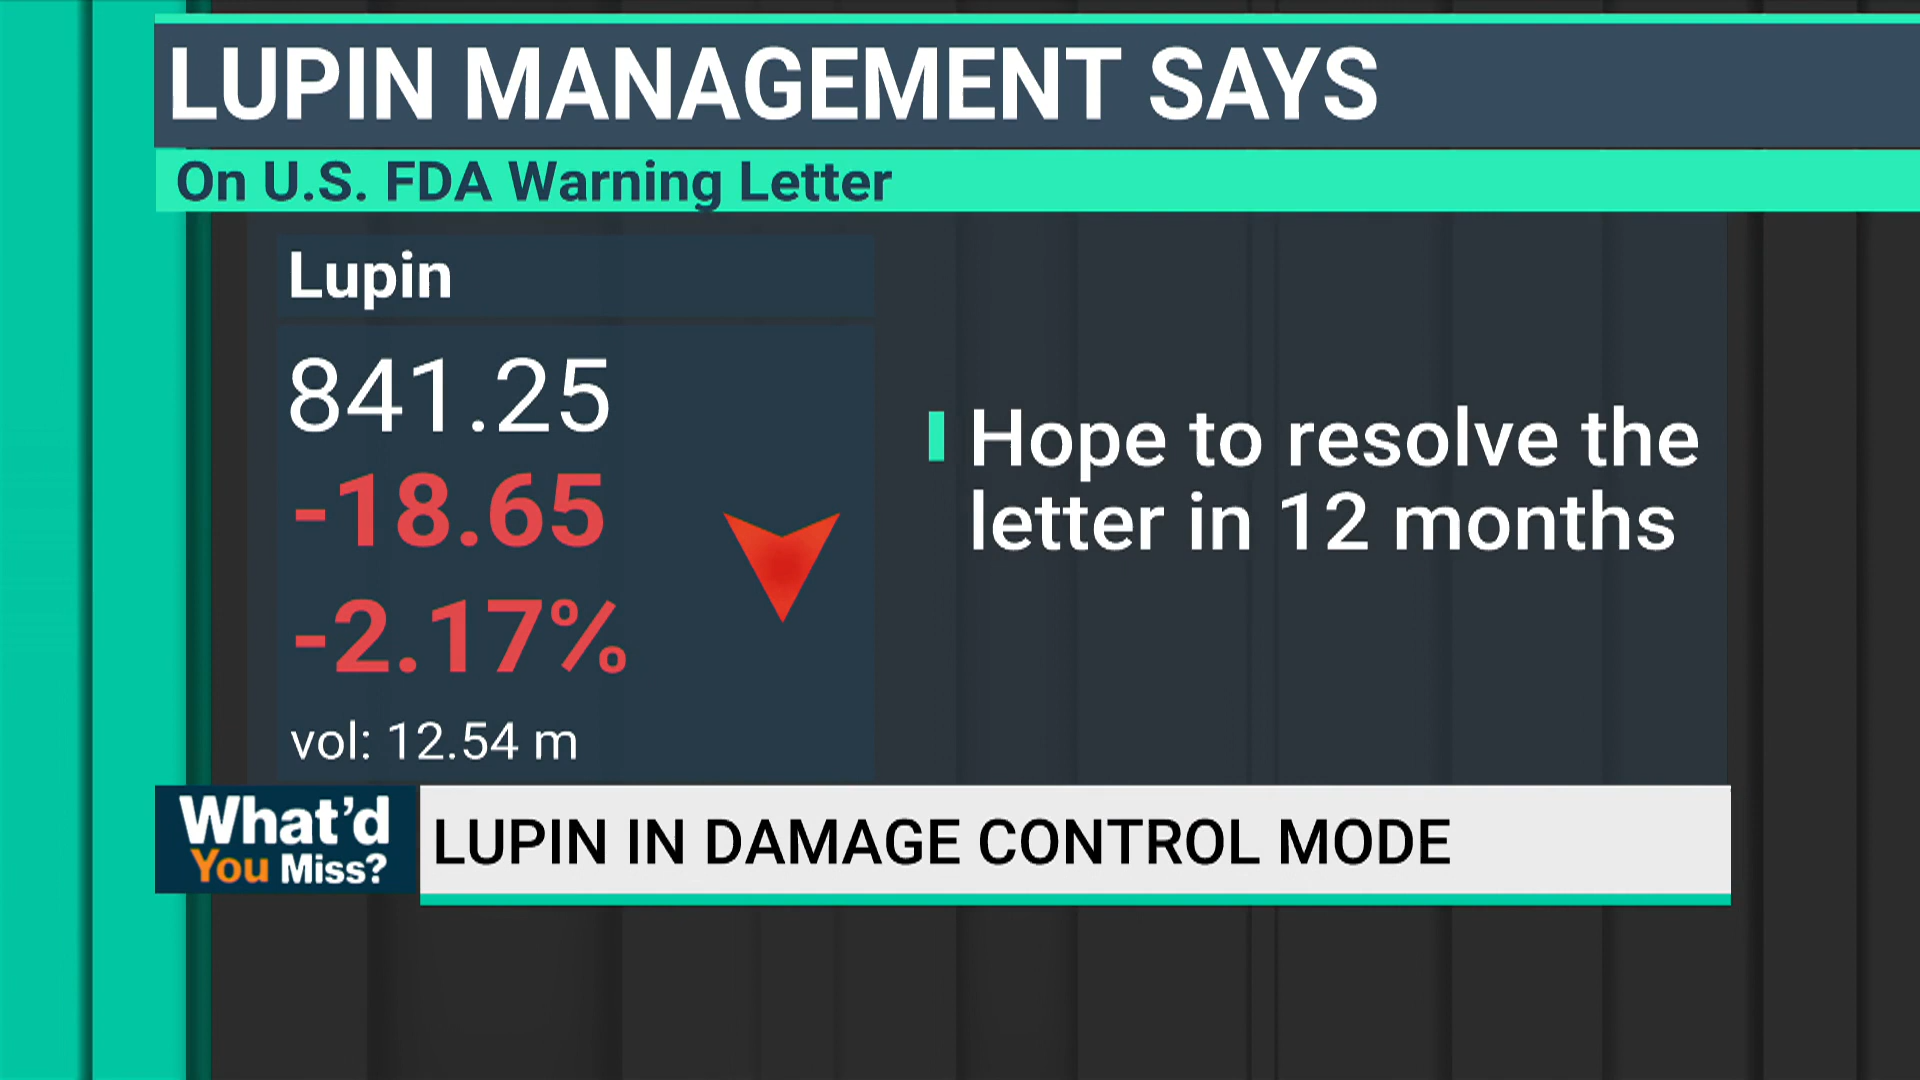 LUPIN MANAGEMENT SAYS
On U.S. FDA Warning Letter
Lupin
841.25
-18.65
-2.17%
vol: 12.54 m
Hope to resolve the
letter in 12 months
What'd
You Miss?
LUPIN IN DAMAGE CONTROL MODE